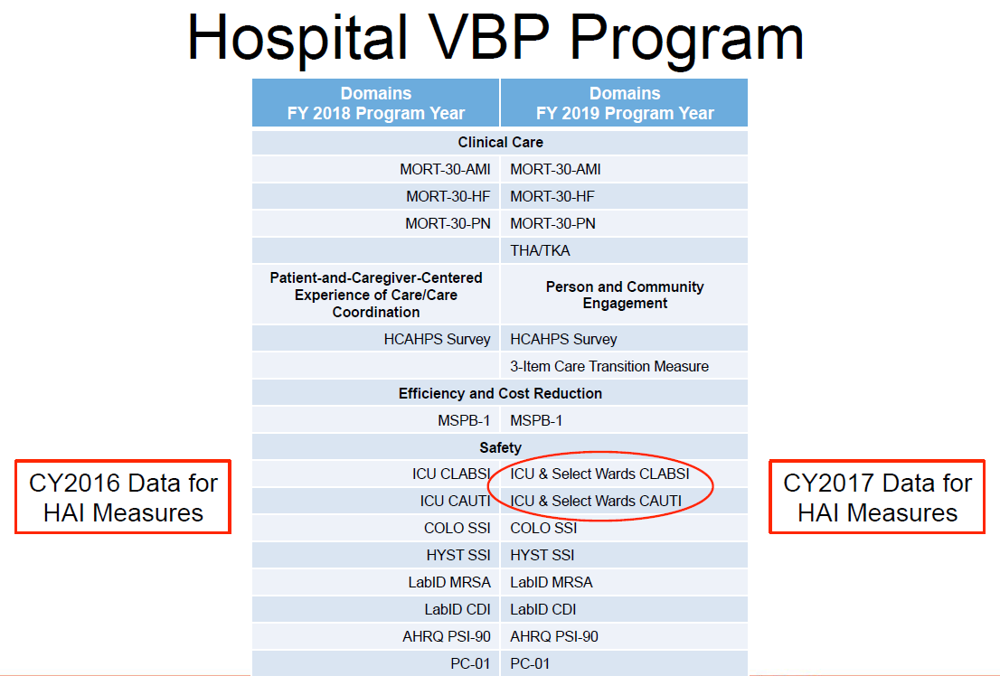 Hospital VBP Program
Domains
FY 2018 Program Year
Domains
FY 2019 Program Year
Clinical Care
MORT-30-AMI
MORT-30-AMI
MORT-30-HF
MORT-30-HF
MORT-30-PN
MORT-30-PN
THA/TKA
Patient-and-Caregiver-Centered
Experience of Care/Care
Coordination
Person and Community
Engagement
HCAHPS Survey
HCAHPS Survey
3-Item Care Transition Measure
Efficiency and Cost Reduction
MSPB-1
MSPB-1
Safety
ICU CLABSI
ICU & Select Wards CLABSI
ICU CAUTI
ICU & Select Wards CAUTI
COLO SSI
COLO SSI
HYST SSI
HYST SSI
LabID MRSA
LabID MRSA
LabID CDI
LabID CDI
AHRQ PSI-90
AHRQ PSI-90
PC-01
PC-01
CY2016 Data for
HAI Measures
CY2017 Data for
HAI Measures